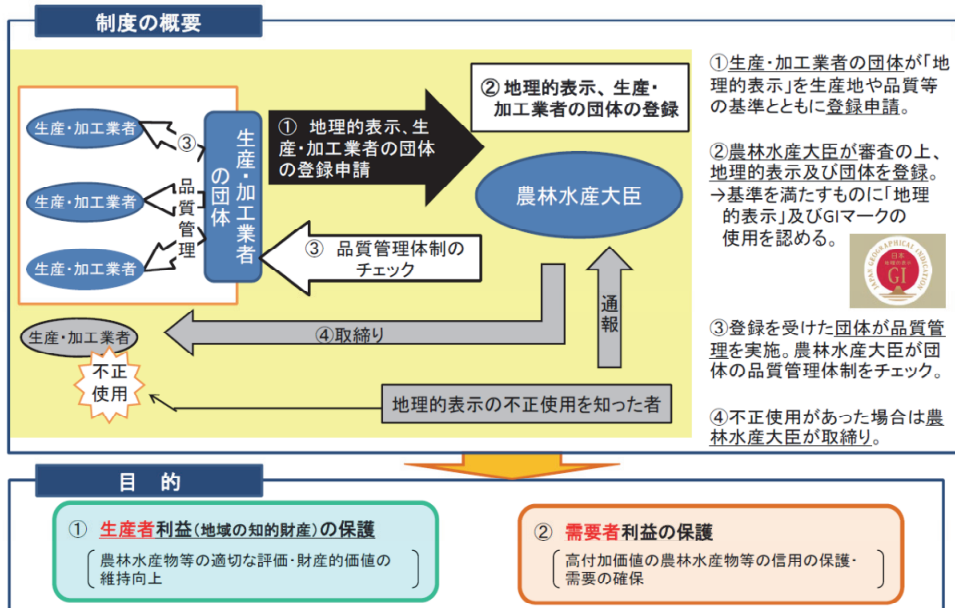 制度の概要
生産・加工業者
生産・加工業者
生産・加工業者
③
品質管理
生産・加工業者
の団体
① 地理的表示、生
産・加工業者の団体
の登録申請
② 地理的表示、生産・
加工業者の団体の登録
農林水産大臣
③ 品質管理体制の
チェック
④取締り
通報
生産・加工業者
不正
使用
地理的表示の不正使用を知った者
①生産・加工業者の団体が「地
理的表示」を生産地や品質等
の基準とともに登録申請。
②農林水産大臣が審査の上、
地理的表示及び団体を登録。
→基準を満たすものに「地理
的表示」及びGIマークの
使用を認める。
JAPAN GEOGRAPHICAL INDICATION
日本
地理的表示
GI
③登録を受けた団体が品質管
理を実施。農林水産大臣が団
体の品質管理体制をチェック。
④不正使用があった場合は農
林水産大臣が取締り。
目 的
① 生産者利益(地域の知的財産)の保護
農林水産物等の適切な評価・財産的価値の
維持向上
② 需要者利益の保護
高付加価値の農林水産物等の信用の保護・
需要の確保